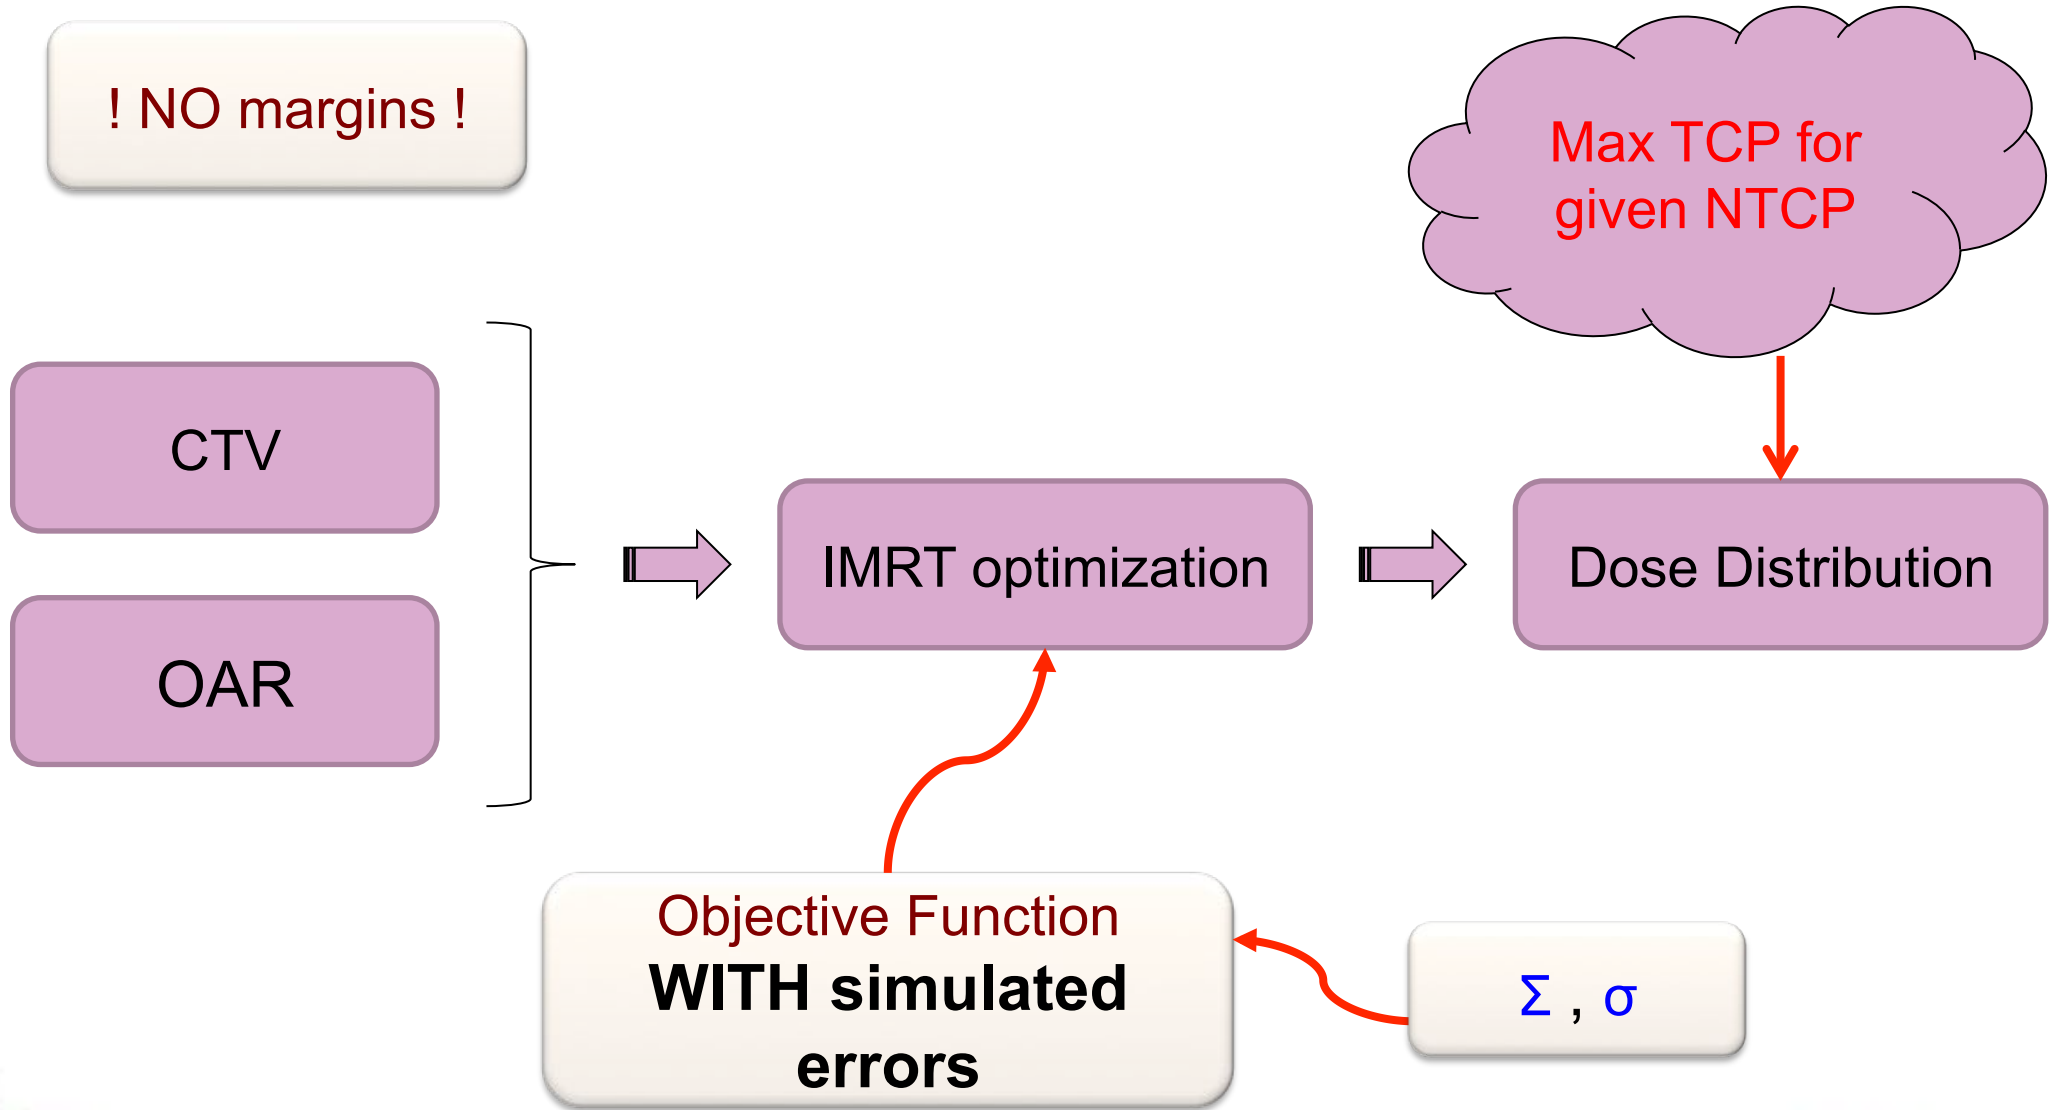 ! NO margins !
Max TCP for
given NTCP
CTV
OAR
IMRT optimization
Dose Distribution
Objective Function
WITH simulated
errors
Σ , σ